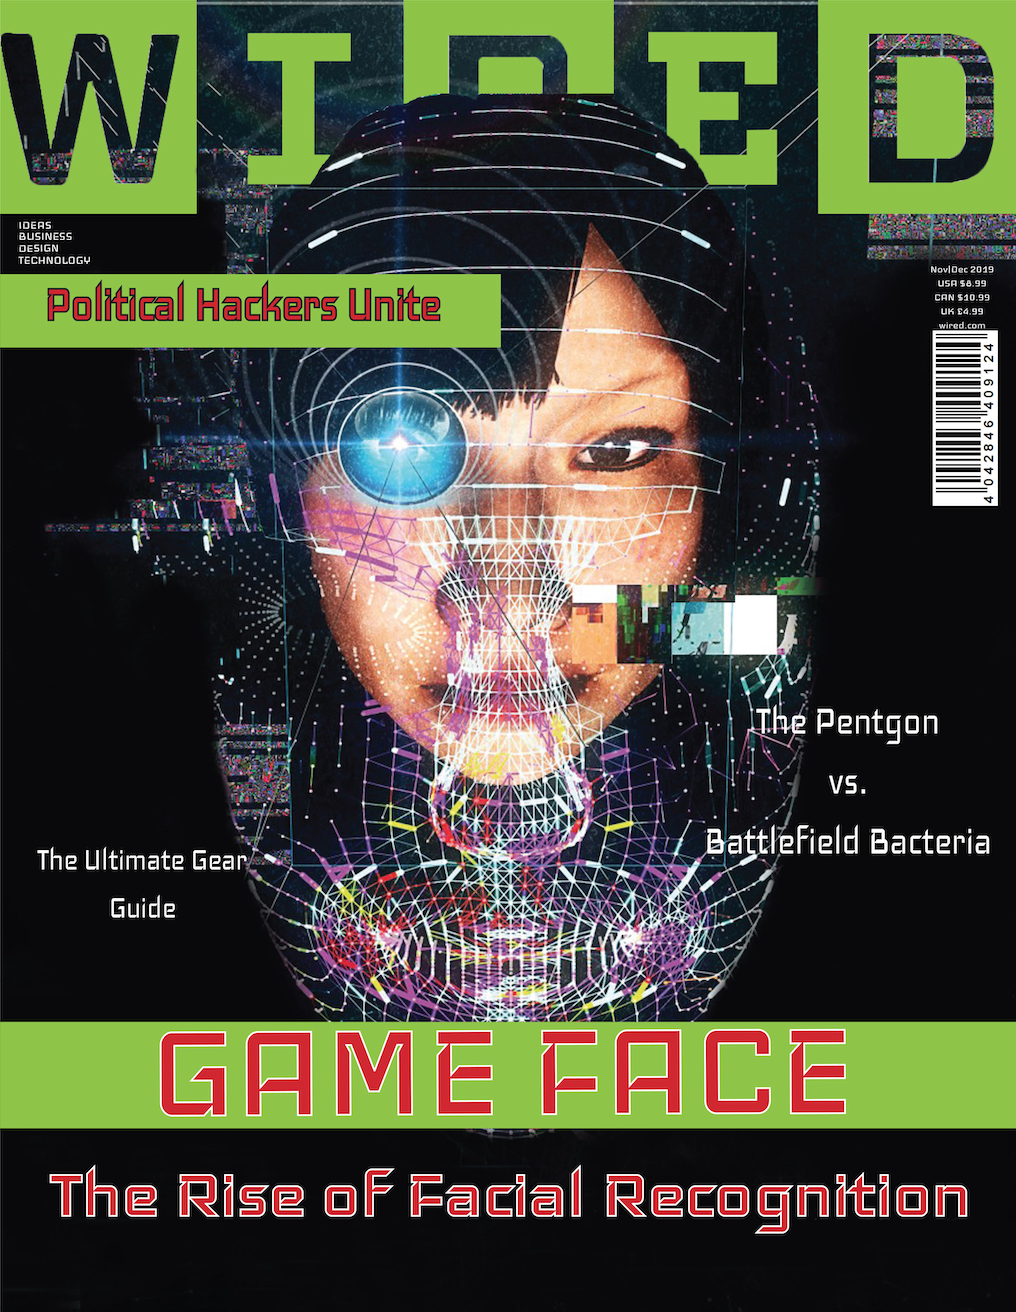 WIRED
IDEAS
BUSINESS
DESIGN
TECHNOLOGY
Political Hackers Unite
Nov|Dec 2019
USA $8.99
CAN $10.99
UK £4.99
wired.com
4 042846 409124
The Pentgon
vs.
Battlefield Bacteria
The Ultimate Gear
Guide
GAME FACE
The Rise of Facial Recognition